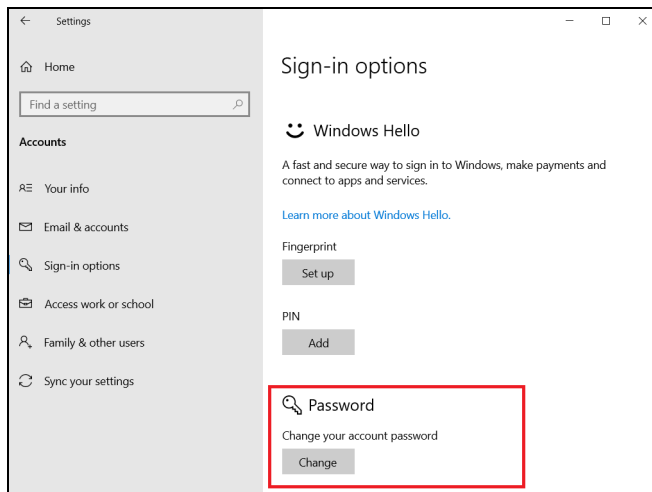 Settings
Home
Find a setting
Accounts
Your info
Email & accounts
Sign-in options
Access work or school
Family & other users
Sync your settings
Sign-in options
Windows Hello
A fast and secure way to sign in to Windows, make payments and
connect to apps and services.
Learn more about Windows Hello.
Fingerprint
Set up
PIN
Add
Password
Change your account password
Change